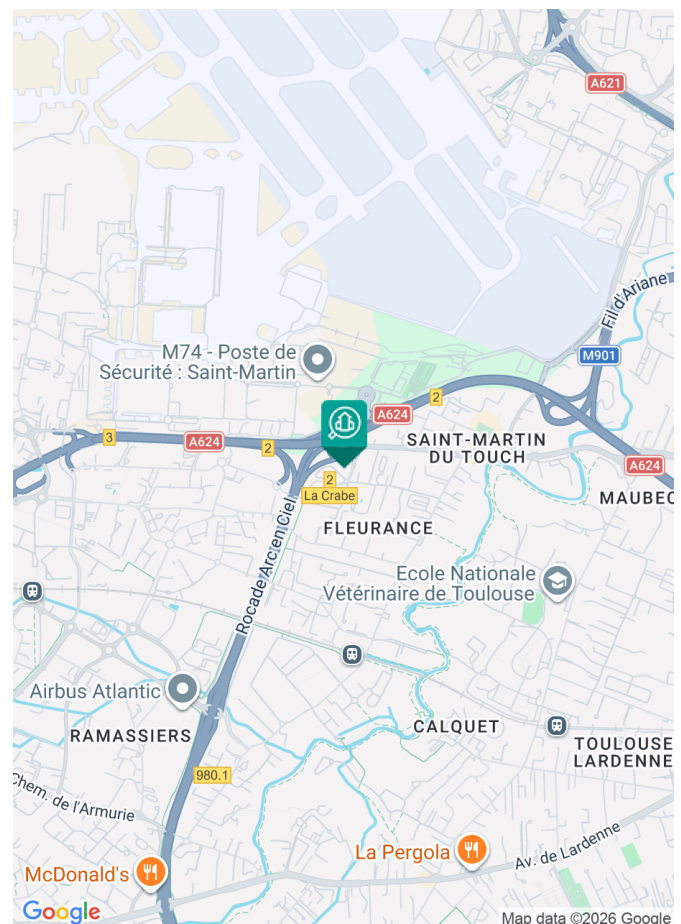 A621
Fil d'Ariane
M901
M74 - Poste de
Sécurité : Saint-Martin
2
A624
3
A624
2
SAINT-MARTIN
DU TOUCH
A624
2
La Crabe
MAUBEC
FLEURANCE
Rocade Arc en Ciel
Ecole Nationale
Vétérinaire de Toulouse
Airbus Atlantic
RAMASSIERS
CALQUET
TOULOUSE
LARDENNE
980.1
Chem. de l'Armurie
McDonald's
La Pergola
Av. de Lardenne
Google
Map data ©2026 Google